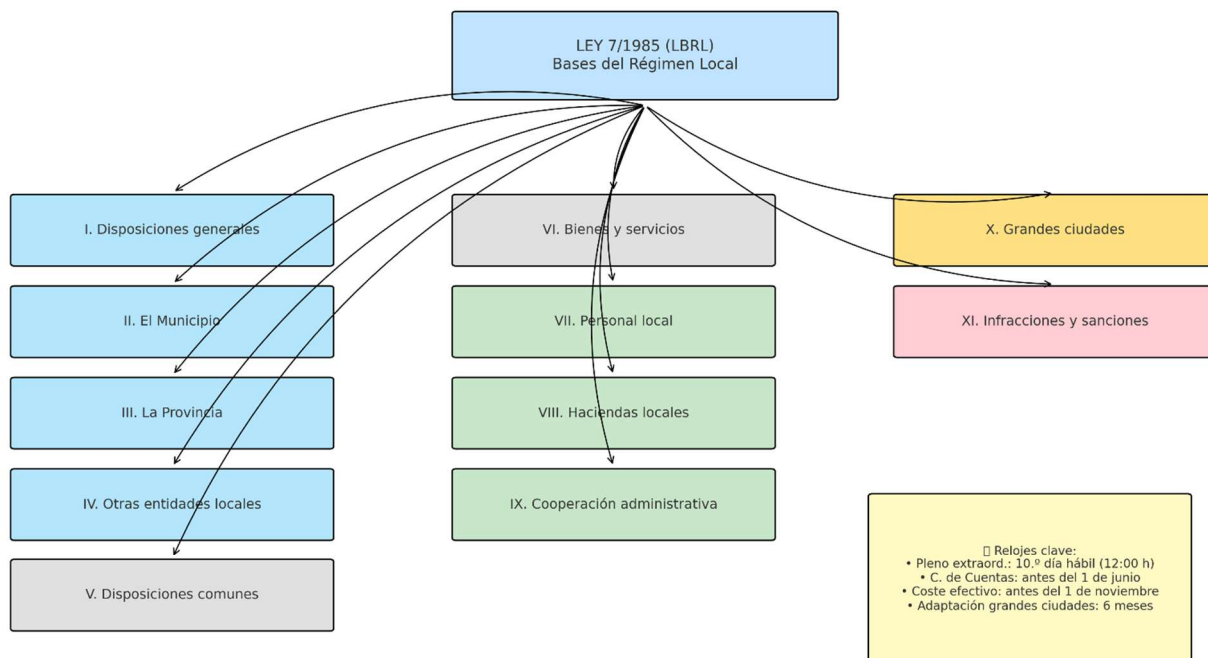 LEY 7/1985 (LBRL)
Bases del Régimen Local
I. Disposiciones generales
II. El Municipio
III. La Provincia
IV. Otras entidades locales
V. Disposiciones comunes
VI. Bienes y servicios
VII. Personal local
VIII. Haciendas locales
IX. Cooperación administrativa
X. Grandes ciudades
XI. Infracciones y sanciones
▯ Relojes clave:
• Pleno extraord.: 10.º día hábil (12:00 h)
• C. de Cuentas: antes del 1 de junio
• Coste efectivo: antes del 1 de noviembre
• Adaptación grandes ciudades: 6 meses